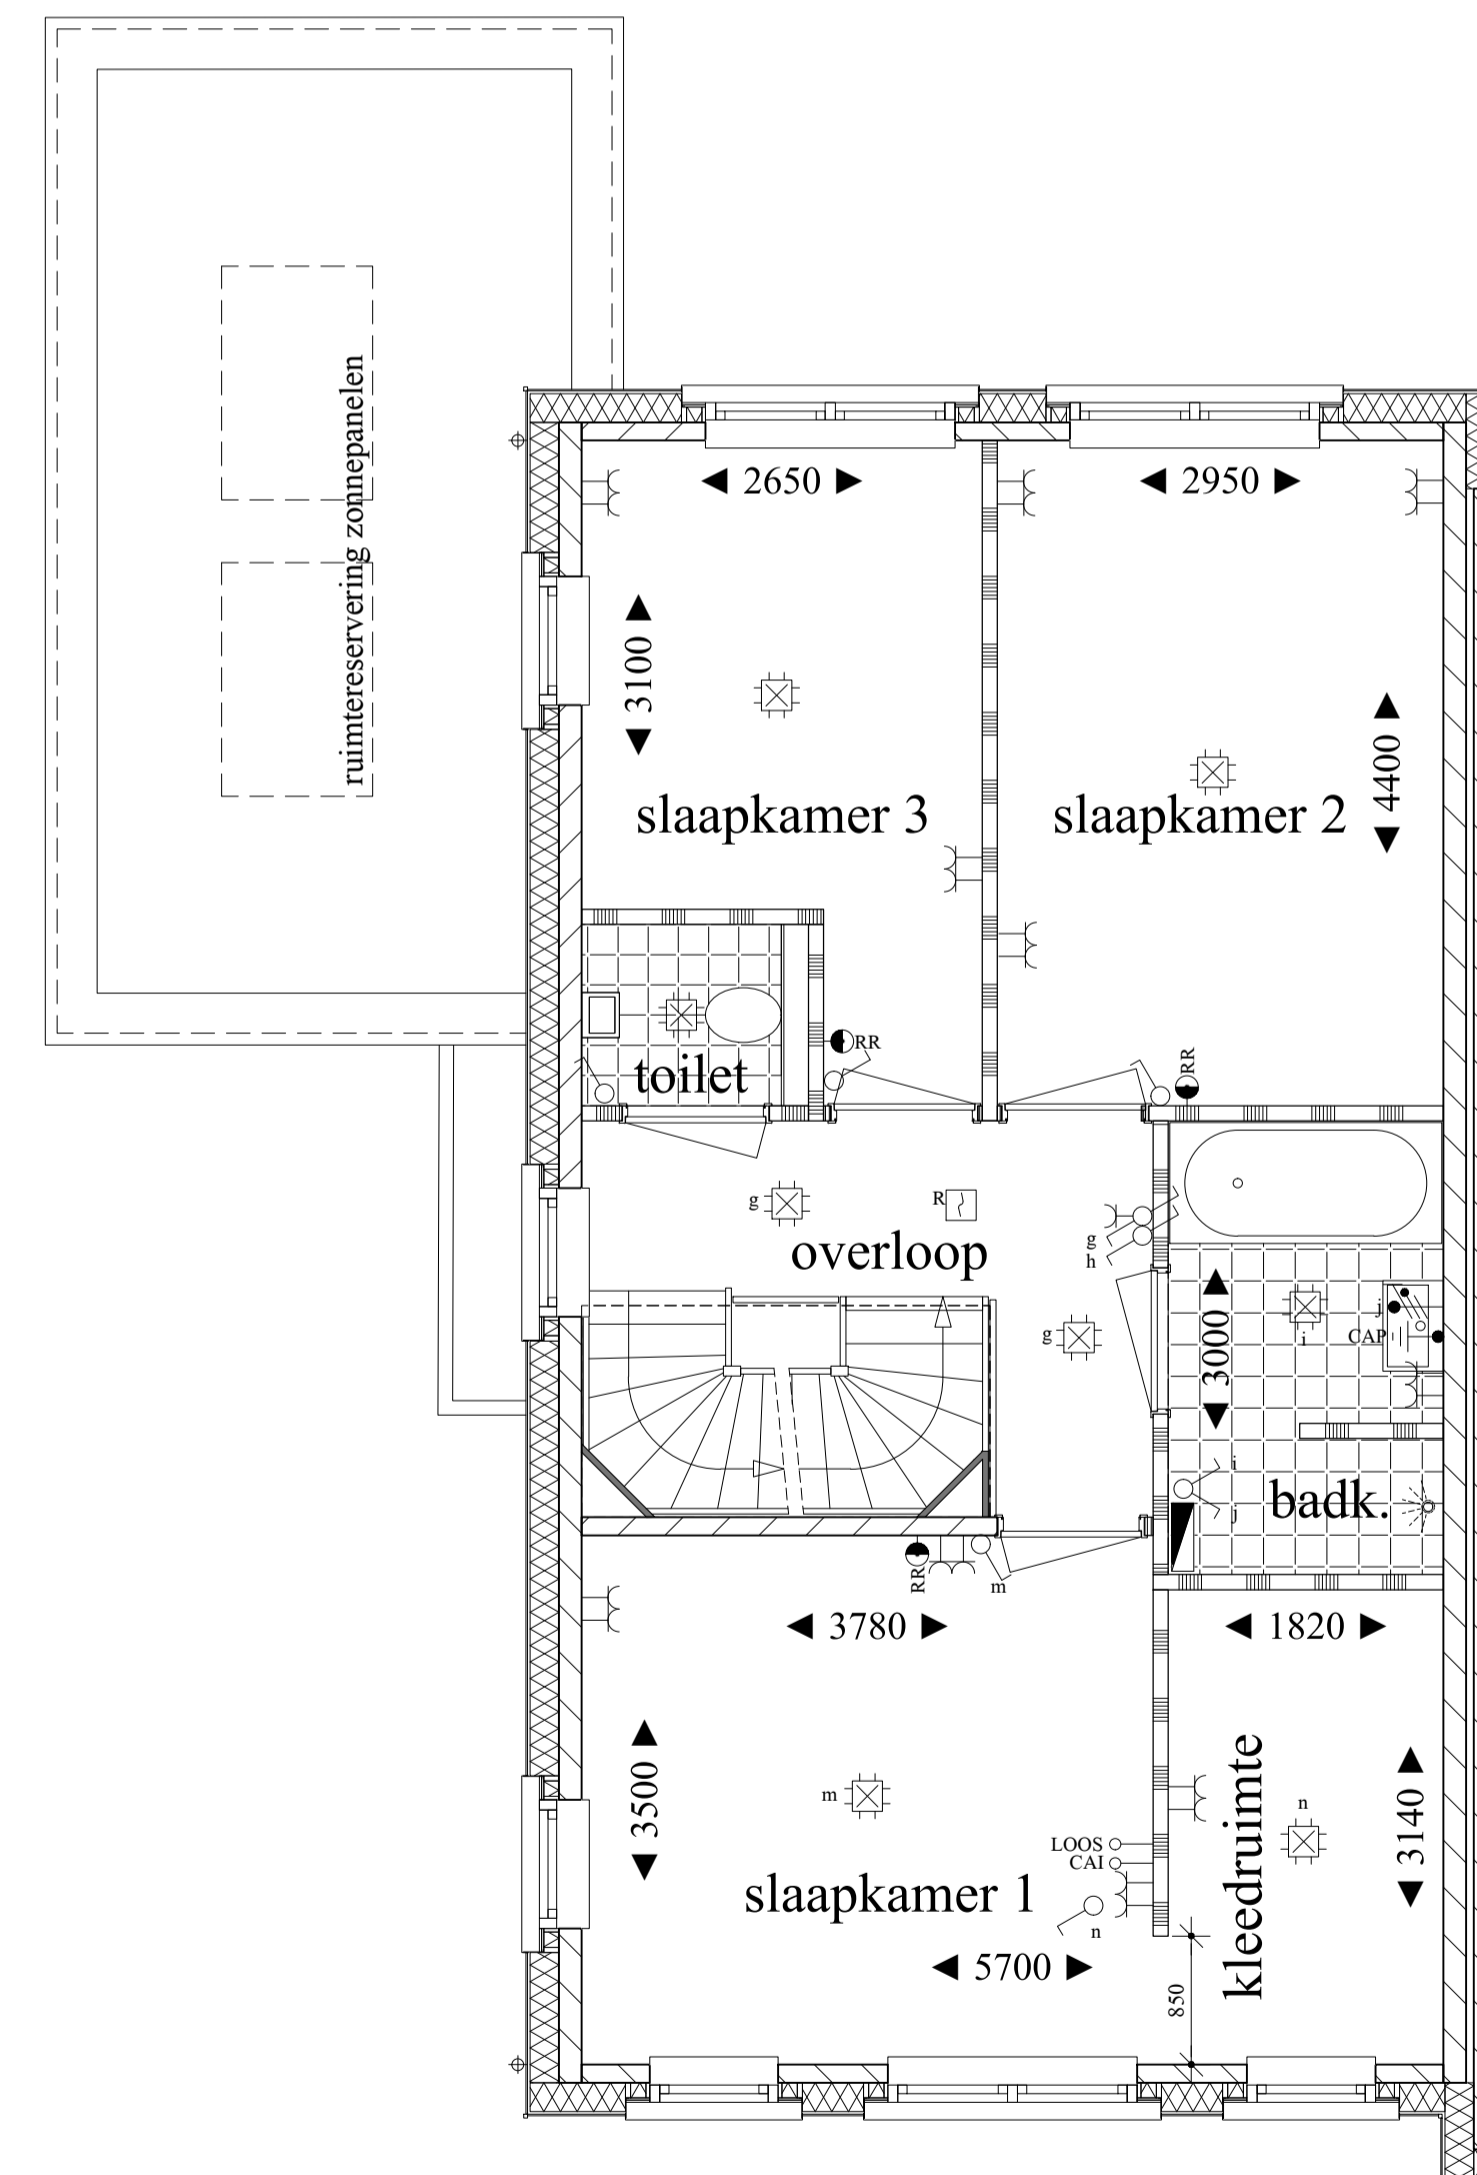 ruimtereservering zonnepanelen
2650
2950
3100
4400
slaapkamer 3
slaapkamer 2
RR
RR
toilet
g
R
g
h
overloop
g
j
CAP
i
3000
i
badk.
j
RR
m
3780
1820
3500
m
kleedruimte
n
3140
LOOS
CAI
slaapkamer 1
n
5700
850